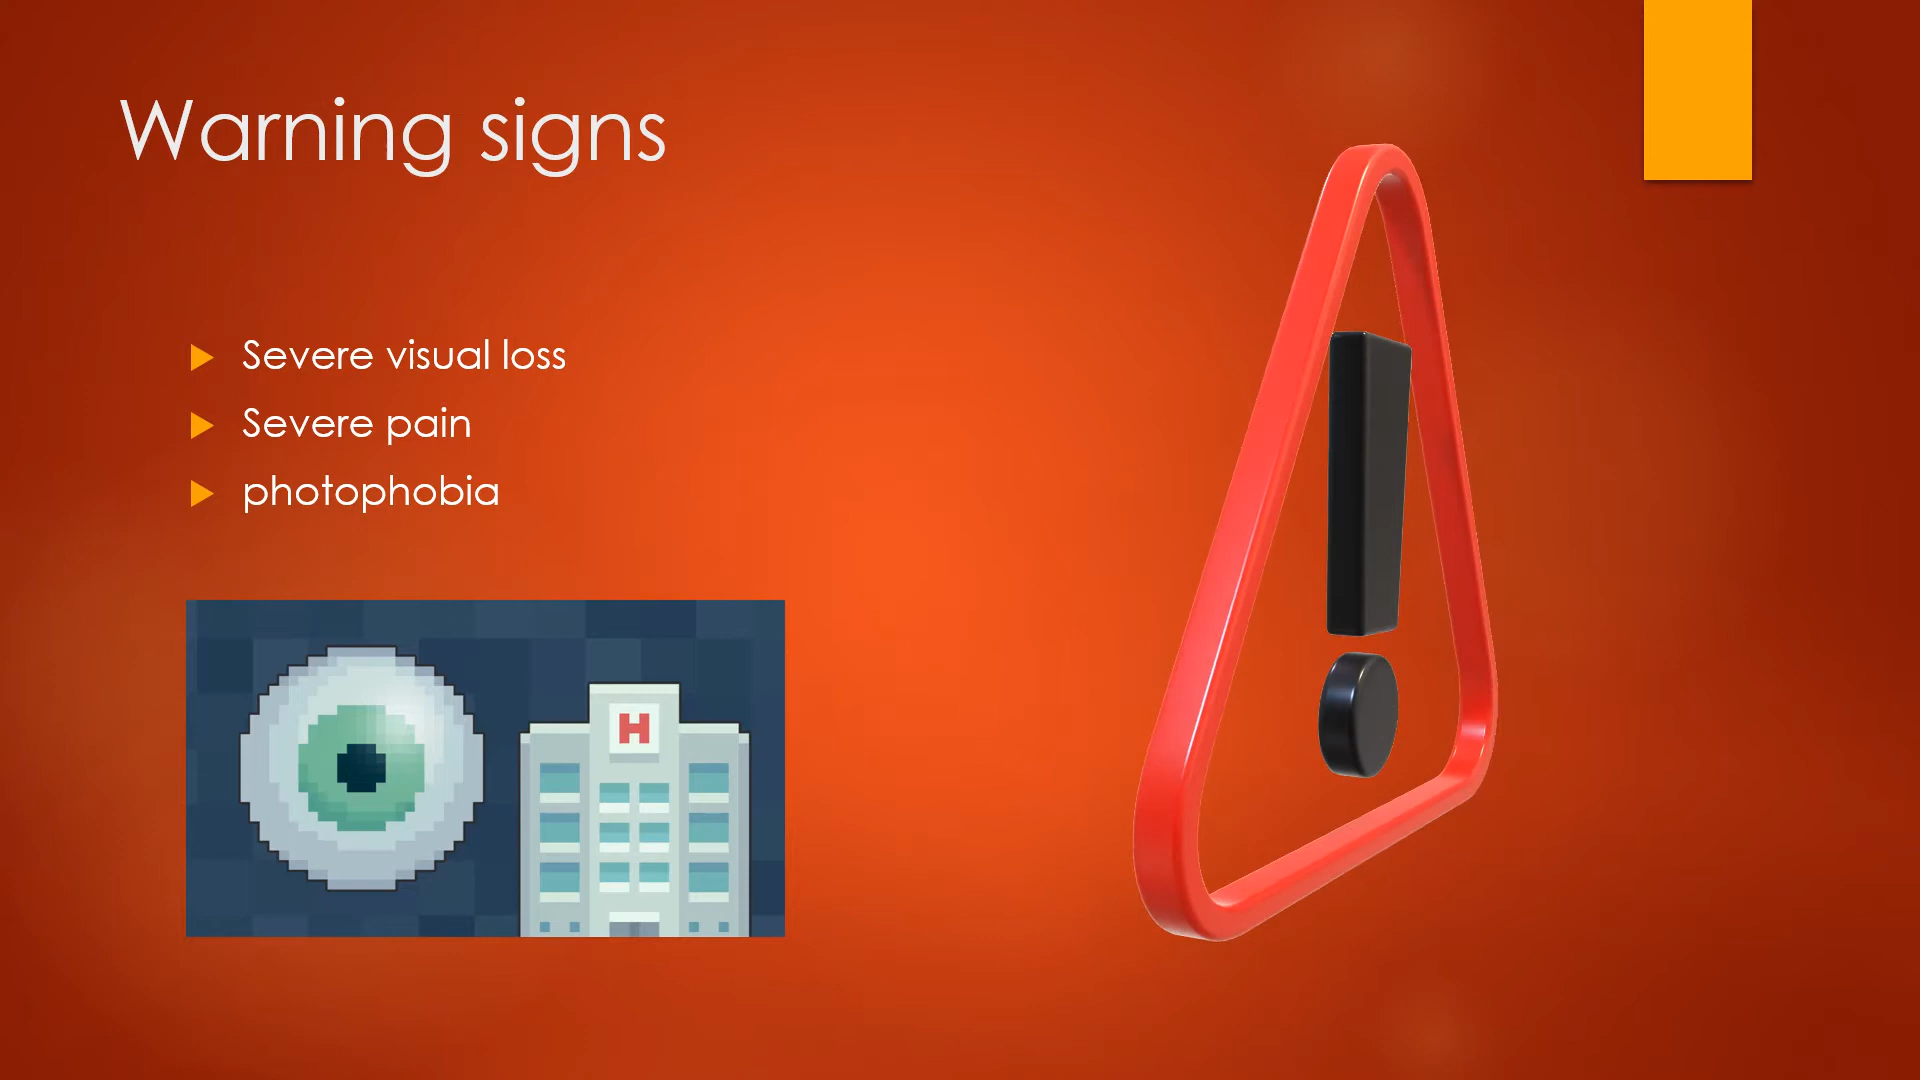 Warning signs
Severe visual loss
Severe pain
photophobia
H